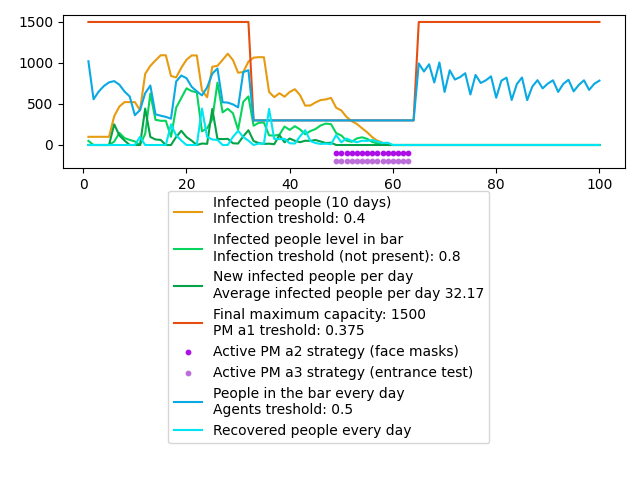 1500
1000
500
0
0 20 40 60 80 100
Infected people (10 days)
Infection treshold: 0.4
Infected people level in bar
Infection treshold (not present): 0.8
New infected people per day
Average infected people per day 32.17
Final maximum capacity: 1500
PM a1 treshold: 0.375
Active PM a2 strategy (face masks)
Active PM a3 strategy (entrance test)
People in the bar every day
Agents treshold: 0.5
Recovered people every day